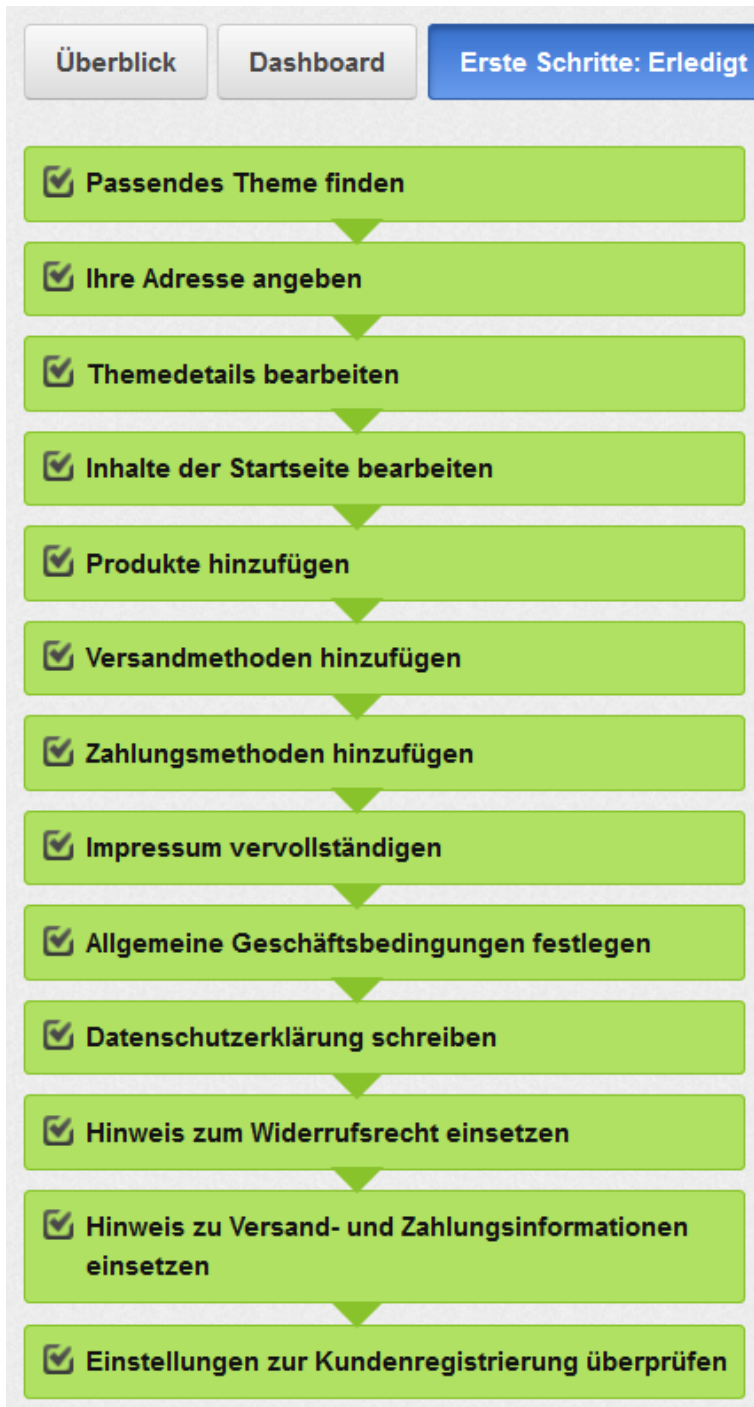 Überblick Dashboard Erste Schritte: Erledigt
Passendes Theme finden
Ihre Adresse angeben
Themedetails bearbeiten
Inhalte der Startseite bearbeiten
Produkte hinzufügen
Versandmethoden hinzufügen
Zahlungsmethoden hinzufügen
Impressum vervollständigen
Allgemeine Geschäftsbedingungen festlegen
Datenschutzerklärung schreiben
Hinweis zum Widerrufsrecht einsetzen
Hinweis zu Versand- und Zahlungsinformationen
einsetzen
Einstellungen zur Kundenregistrierung überprüfen